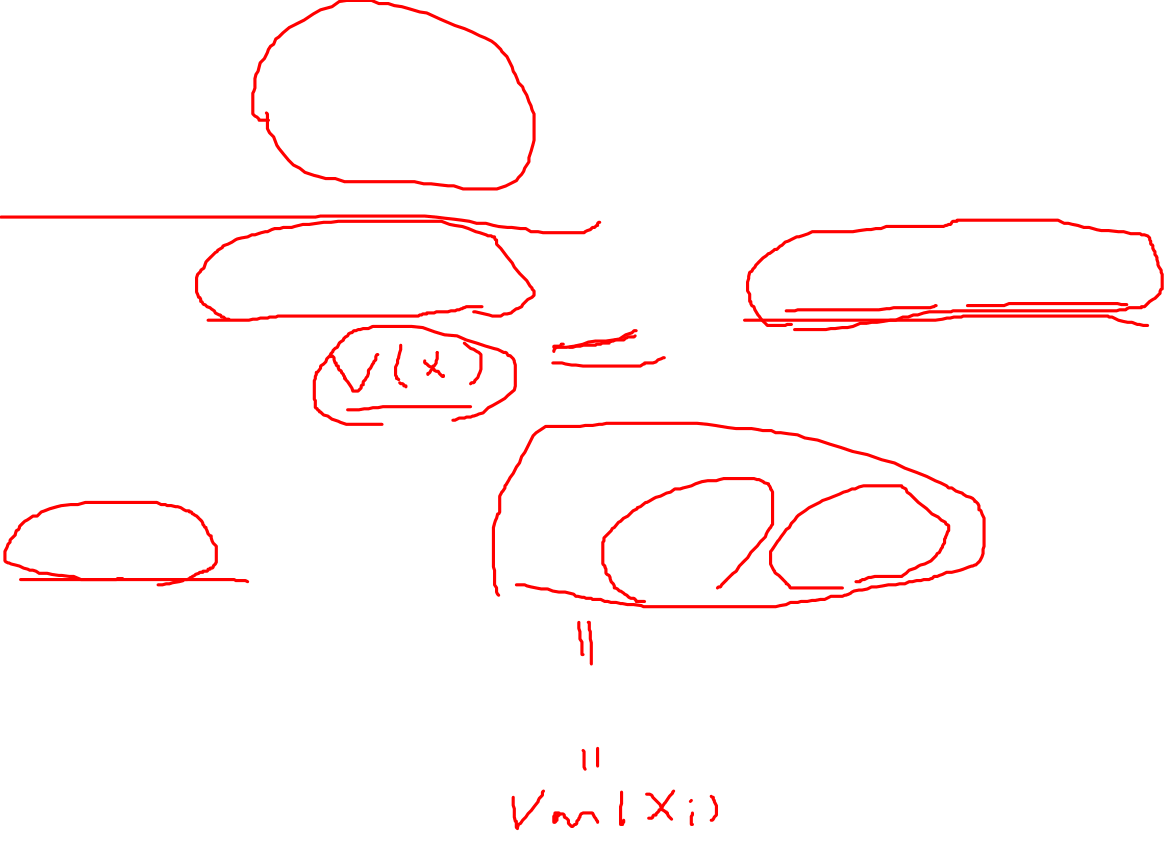 V(x) =
=
=
Var(Xi)